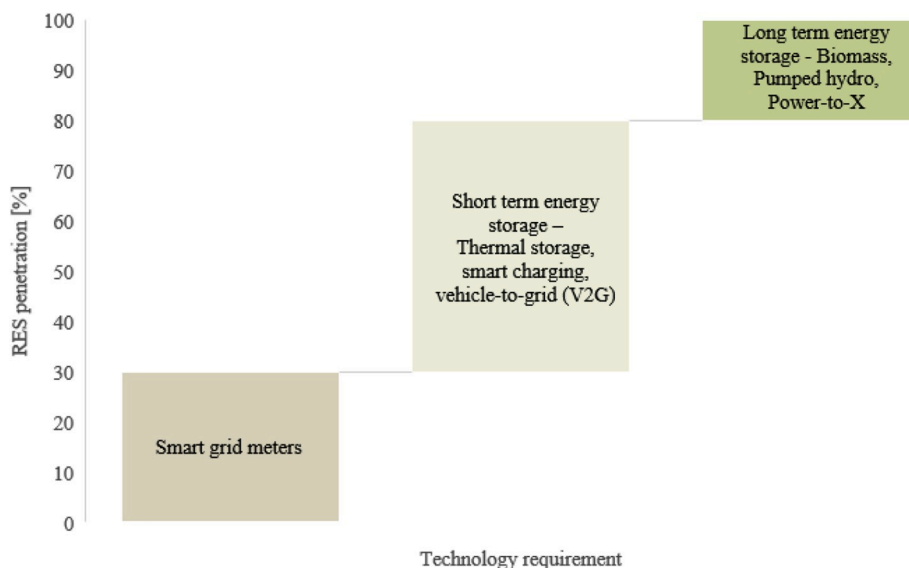 100
90
80
70
60
50
40
30
20
10
0
RES penetration [%]
Smart grid meters
Short term energy
storage –
Thermal storage,
smart charging,
vehicle-to-grid (V2G)
Long term energy
storage - Biomass,
Pumped hydro,
Power-to-X
Technology requirement